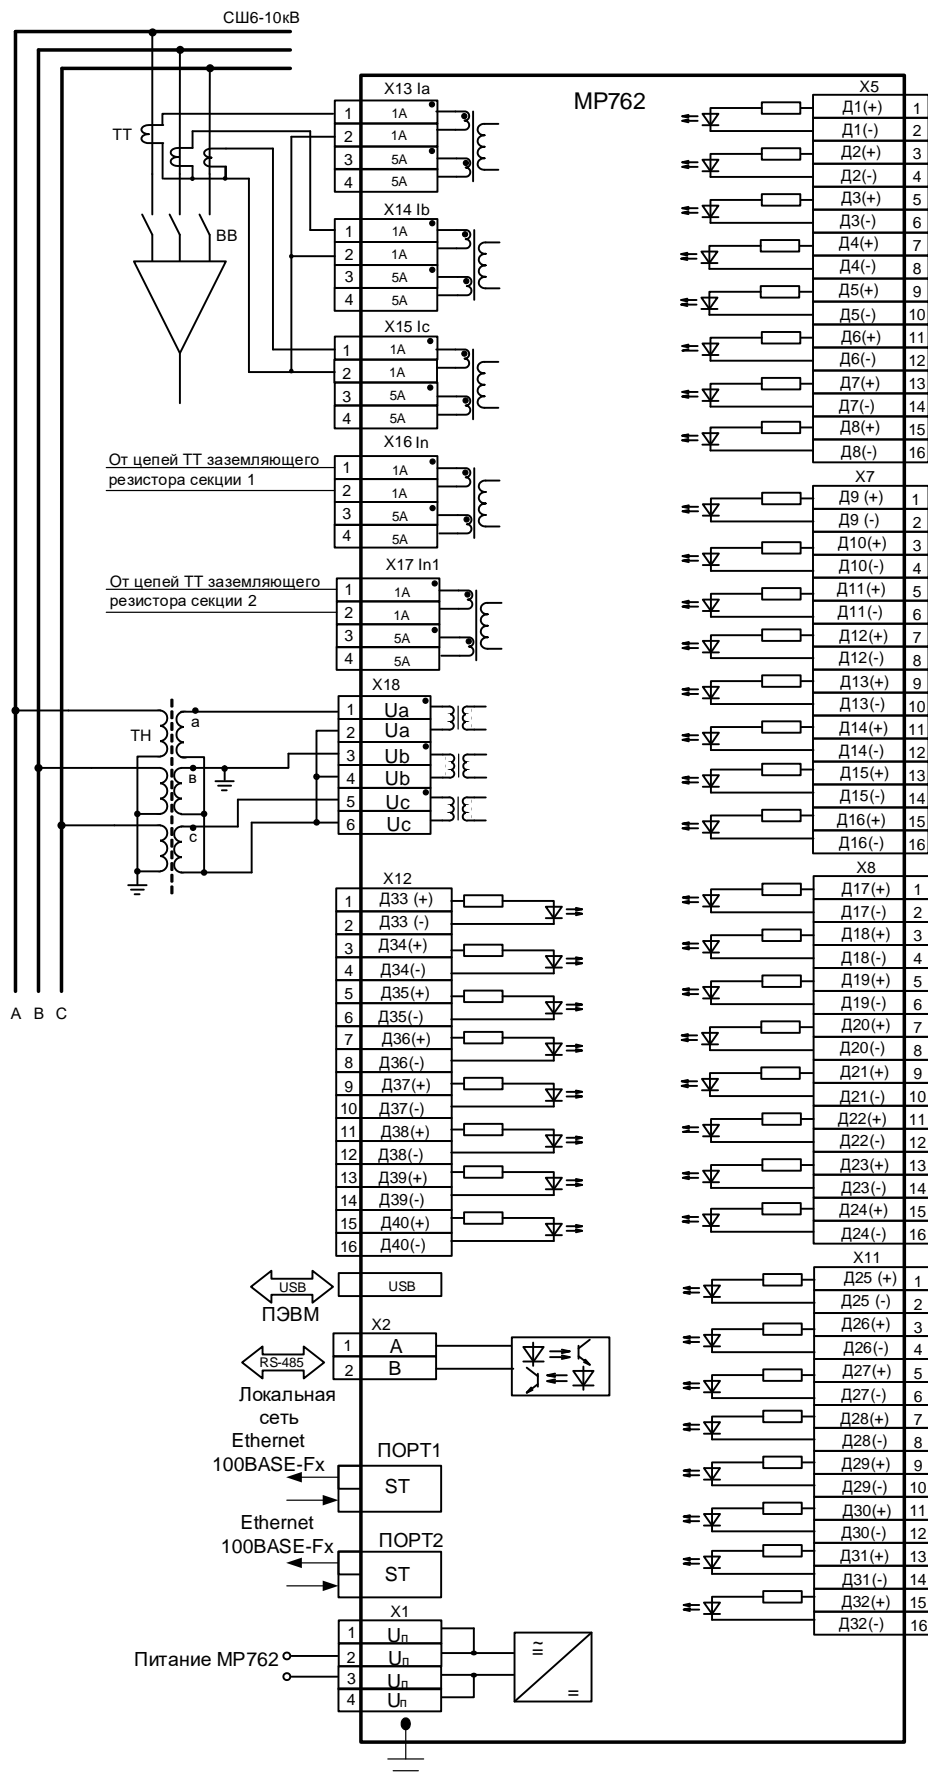 СШ6-10кВ
МР762
ТТ
ВВ
X13 Ia
1 1А
2 1А
3 5А
4 5А
X14 Ib
1 1А
2 1А
3 5А
4 5А
X15 Ic
1 1А
2 1А
3 5А
4 5А
X16 In
От цепей ТТ заземляющего
резистора секции 1
1 1А
2 1А
3 5А
4 5А
X17 In1
От цепей ТТ заземляющего
резистора секции 2
1 1А
2 1А
3 5А
4 5А
X18
ТН
а
в
с
1 Ua
2 Ua
3 Ub
4 Ub
5 Uc
6 Uc
A B C
X12
1 Д33 (+)
2 Д33 (-)
3 Д34(+)
4 Д34(-)
5 Д35(+)
6 Д35(-)
7 Д36(+)
8 Д36(-)
9 Д37(+)
10 Д37(-)
11 Д38(+)
12 Д38(-)
13 Д39(+)
14 Д39(-)
15 Д40(+)
16 Д40(-)
USB
USB
ПЭВМ
X2
1 A
2 B
RS-485
Локальная
сеть
Ethernet
100BASE-Fx
ПОРТ1
ST
Ethernet
100BASE-Fx
ПОРТ2
ST
X1
1 Uп
2 Uп
3 Uп
4 Uп
Питание МР762
X5
Д1(+) 1
Д1(-) 2
Д2(+) 3
Д2(-) 4
Д3(+) 5
Д3(-) 6
Д4(+) 7
Д4(-) 8
Д5(+) 9
Д5(-) 10
Д6(+) 11
Д6(-) 12
Д7(+) 13
Д7(-) 14
Д8(+) 15
Д8(-) 16
X7
Д9 (+) 1
Д9 (-) 2
Д10(+) 3
Д10(-) 4
Д11(+) 5
Д11(-) 6
Д12(+) 7
Д12(-) 8
Д13(+) 9
Д13(-) 10
Д14(+) 11
Д14(-) 12
Д15(+) 13
Д15(-) 14
Д16(+) 15
Д16(-) 16
X8
Д17(+) 1
Д17(-) 2
Д18(+) 3
Д18(-) 4
Д19(+) 5
Д19(-) 6
Д20(+) 7
Д20(-) 8
Д21(+) 9
Д21(-) 10
Д22(+) 11
Д22(-) 12
Д23(+) 13
Д23(-) 14
Д24(+) 15
Д24(-) 16
X11
Д25 (+) 1
Д25 (-) 2
Д26(+) 3
Д26(-) 4
Д27(+) 5
Д27(-) 6
Д28(+) 7
Д28(-) 8
Д29(+) 9
Д29(-) 10
Д30(+) 11
Д30(-) 12
Д31(+) 13
Д31(-) 14
Д32(+) 15
Д32(-) 16